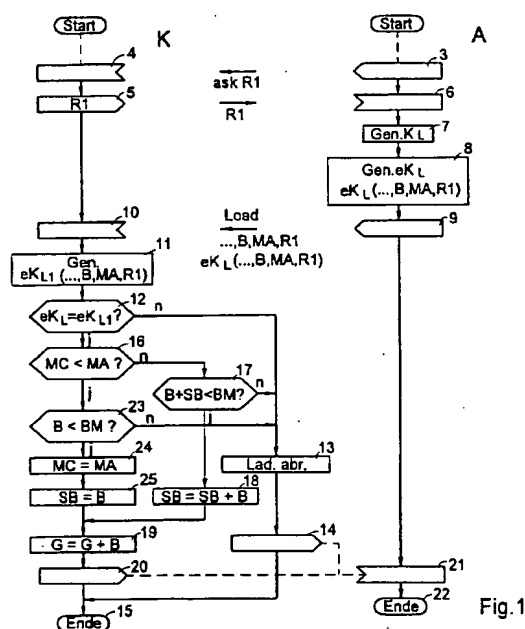 Start
K
Start
A
4
3
ask R1
5
R1
R1
6
7
Gen.K L
8
Gen.eK L
eK L (...,B,MA,R1)
10
9
Load
...,B,MA,R1
eK L (...,B,MA,R1)
11
Gen.
eK L1 (...,B,MA,R1)
12
eK L =eK L1 ?
n
j
16
MC < MA ?
n
17
B+SB<BM?
n
j
j
23
B < BM ?
n
j
24
MC = MA
13
Lad. abr.
25
SB = B
18
SB = SB + B
19
G = G + B
14
20
21
15
Ende
22
Ende
Fig.1